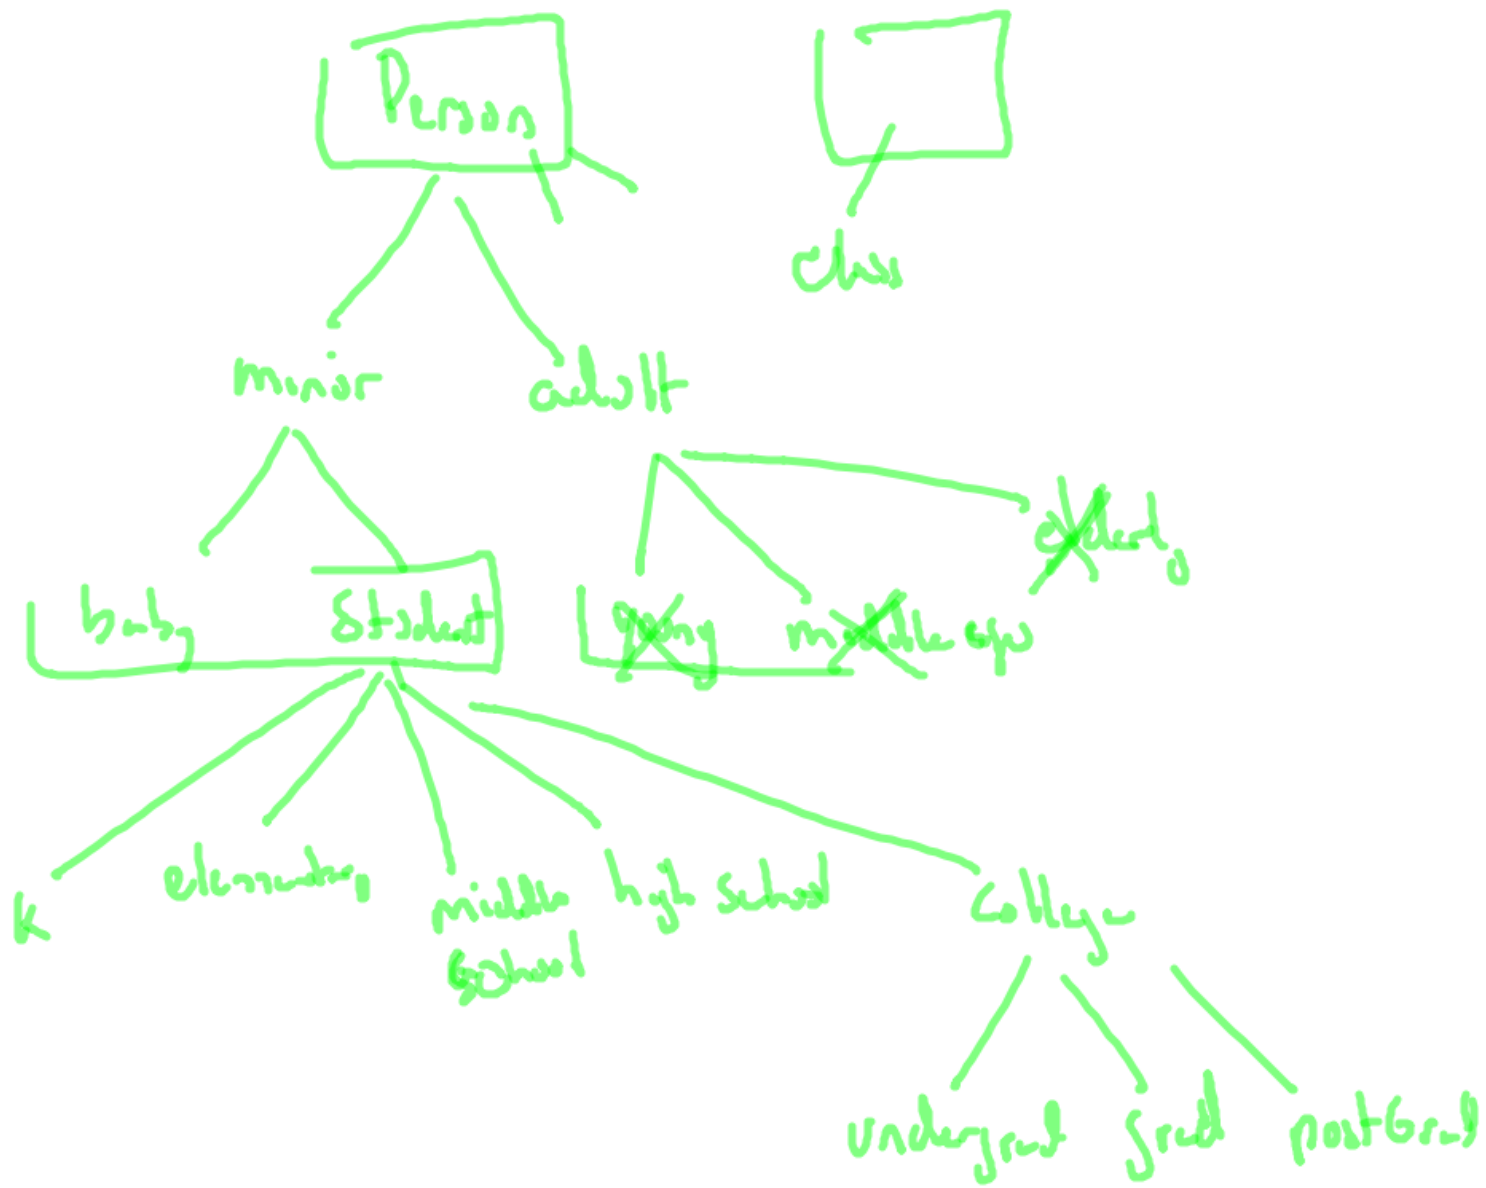 Person
class
minor
adult
elderly
baby
Student
young
middle age
K
elementary
middle
school
high school
College
undergrad
grad
postGrad